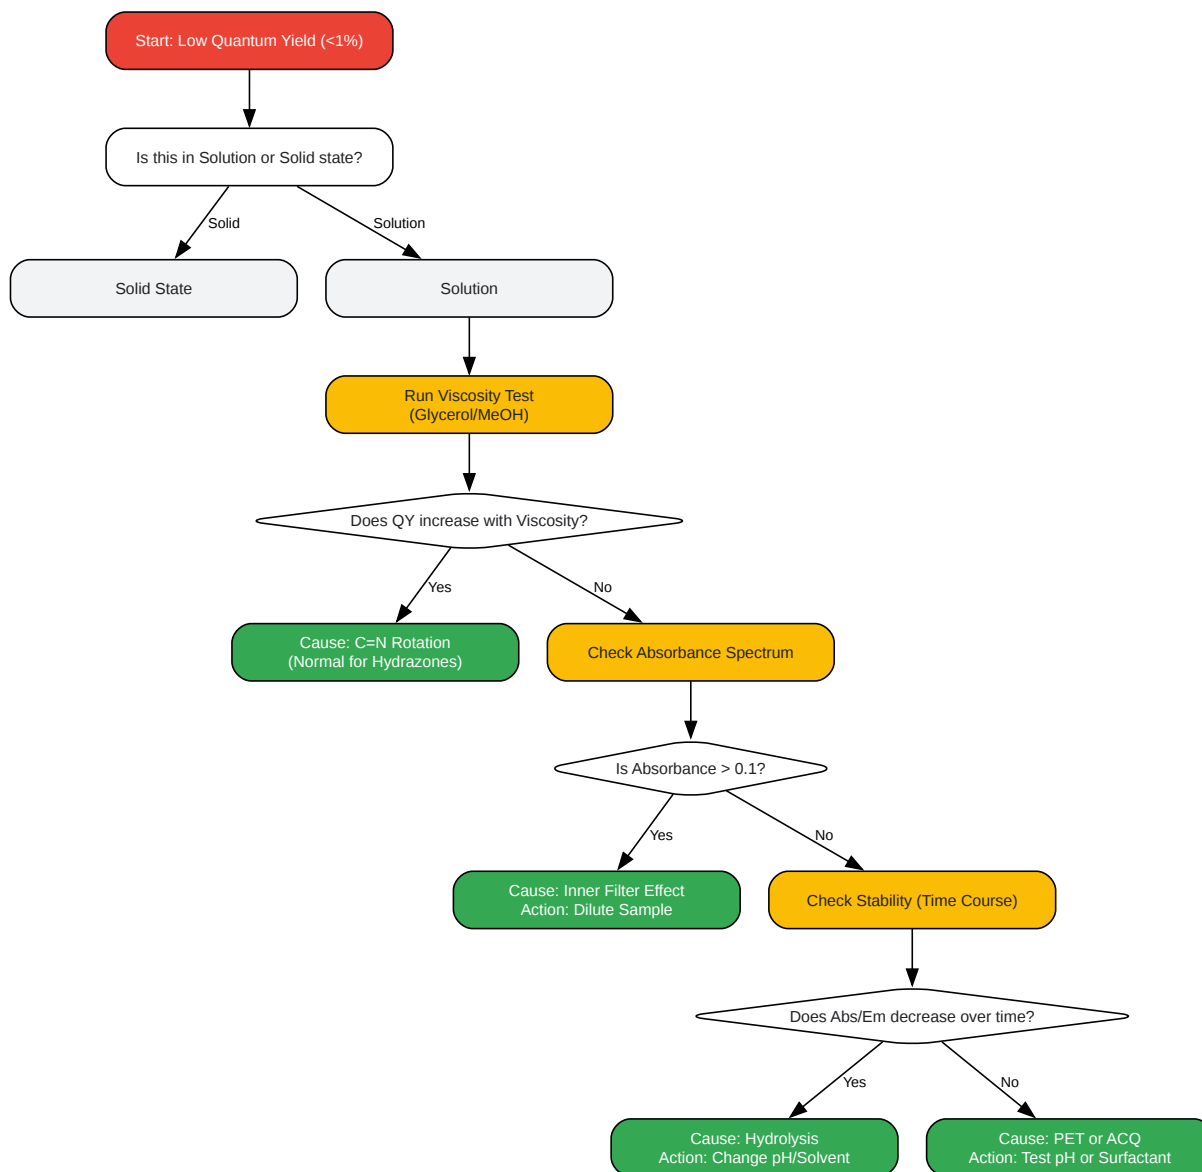 Start: Low Quantum Yield (<1%)
Is this in Solution or Solid state?
Solid
Solution
Solid State
Solution
Run Viscosity Test
(Glycerol/MeOH)
Does QY increase with Viscosity?
Yes
No
Cause: C=N Rotation
(Normal for Hydrazones)
Check Absorbance Spectrum
Is Absorbance > 0.1?
Yes
No
Cause: Inner Filter Effect
Action: Dilute Sample
Check Stability (Time Course)
Does Abs/Em decrease over time?
Yes
No
Cause: Hydrolysis
Action: Change pH/Solvent
Cause: PET or ACQ
Action: Test pH or Surfactant